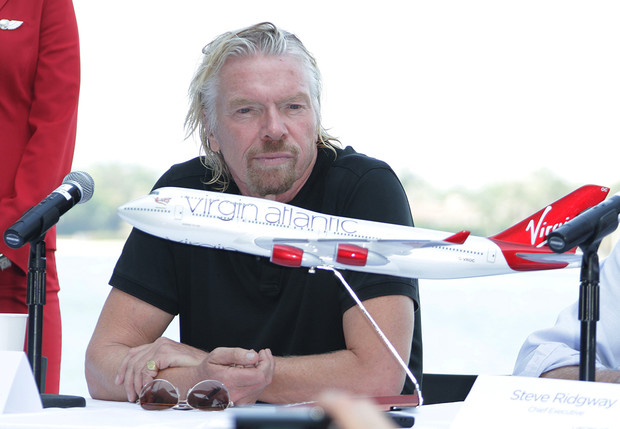 virgin atlantic
Virgin
Steve Ridgway
Chief Executive